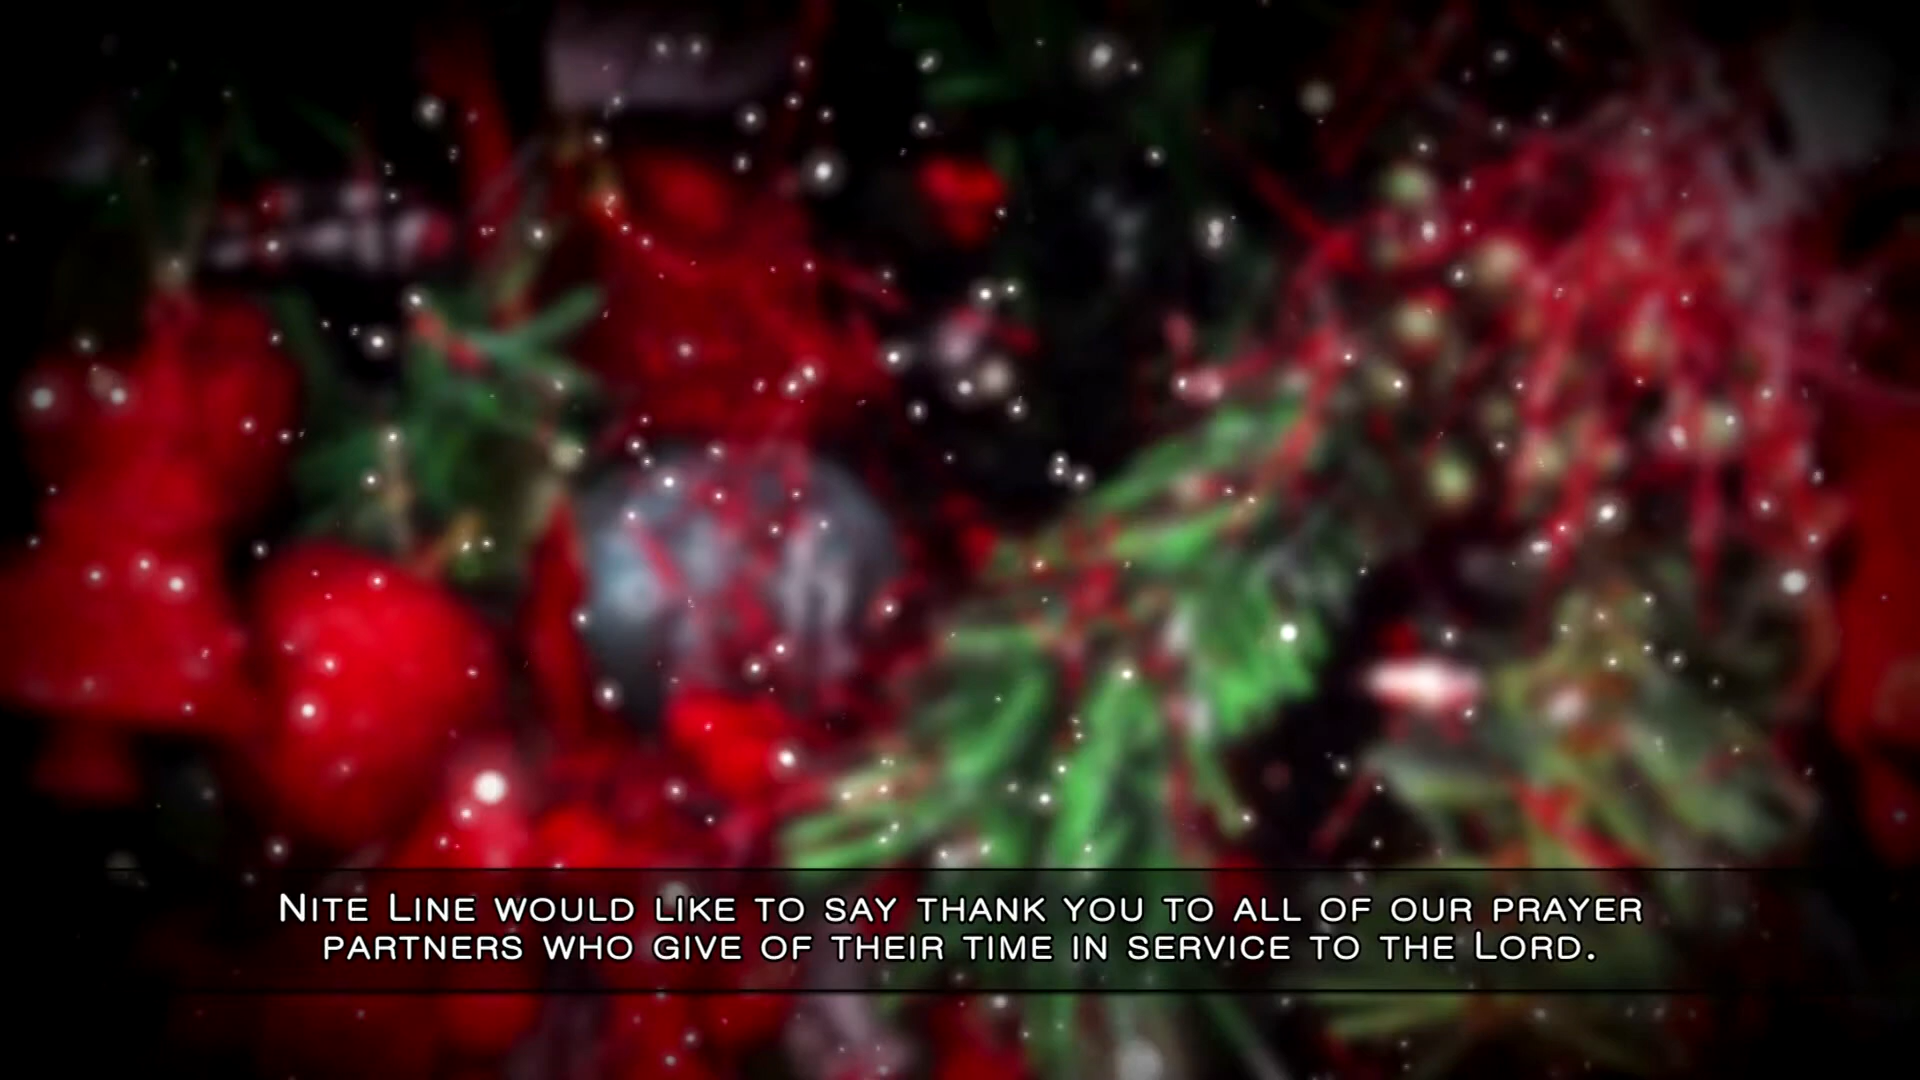 Nite Line would like to say thank you to all of our prayer
partners who give of their time in service to the Lord.